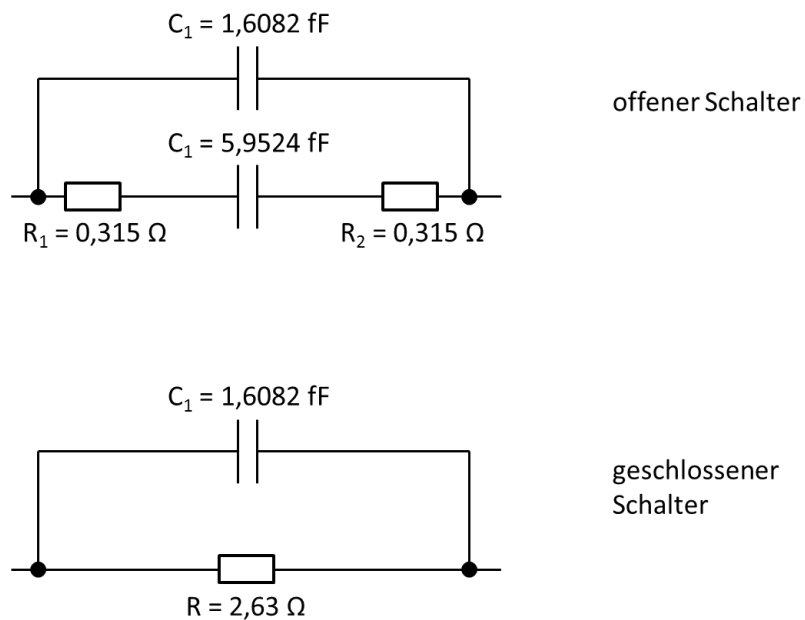 C₁ = 1,6082 fF
offener Schalter
C₁ = 5,9524 fF
R₁ = 0,315 Ω
R₂ = 0,315 Ω
C₁ = 1,6082 fF
geschlossener
Schalter
R = 2,63 Ω